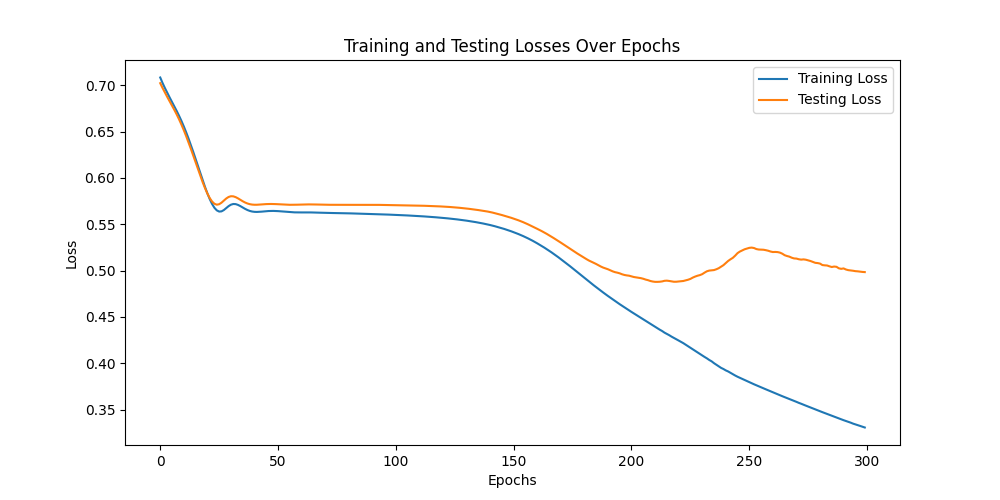 Training and Testing Losses Over Epochs
Training Loss
Testing Loss
0.70
0.65
0.60
0.55
0.50
0.45
0.40
0.35
Loss
0 50 100 150 200 250 300
Epochs